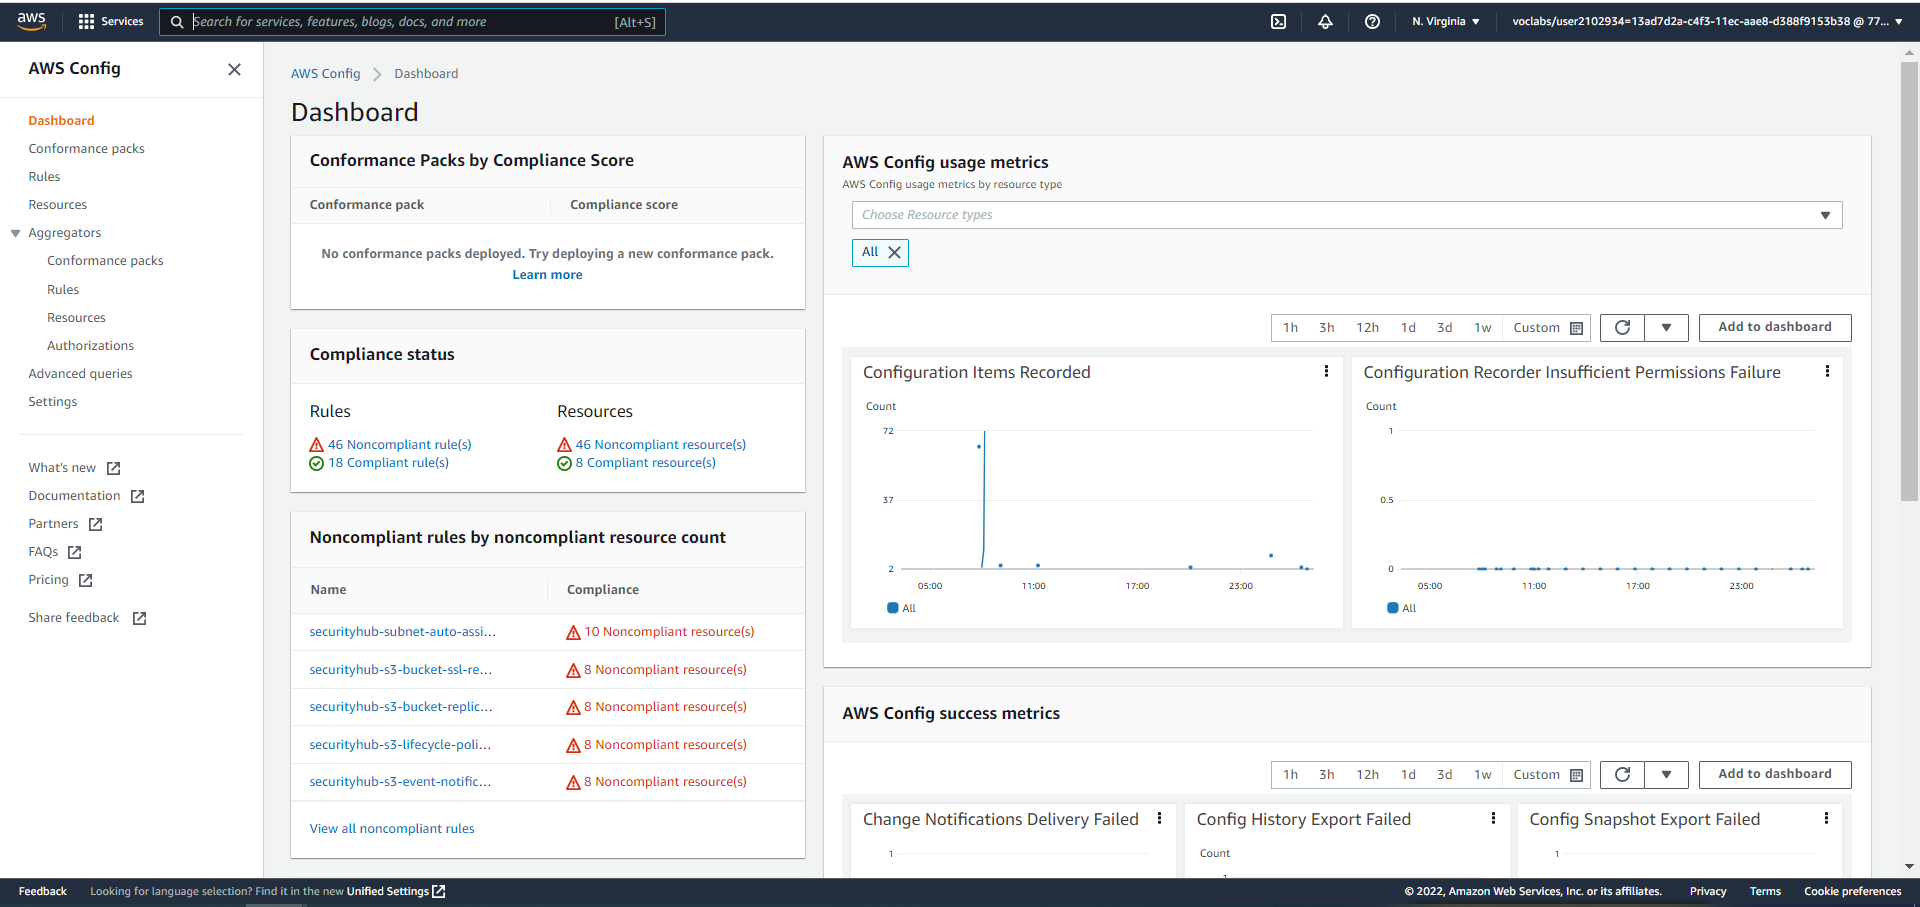 aws Services Search for services, features, blogs, docs, and more [Alt+S] N. Virginia voclabs/user2102934=13ad7d2a-c4f3-11ec-aae8-d388f9153b38 @ 77...
AWS Config
Dashboard
Conformance packs
Rules
Resources
Aggregators
Conformance packs
Rules
Resources
Authorizations
Advanced queries
Settings
What's new
Documentation
Partners
FAQs
Pricing
Share feedback
AWS Config Dashboard
Dashboard
Conformance Packs by Compliance Score
Conformance pack Compliance score
No conformance packs deployed. Try deploying a new conformance pack.
Learn more
Compliance status
Rules Resources
46 Noncompliant rule(s) 46 Noncompliant resource(s)
18 Compliant rule(s) 8 Compliant resource(s)
Noncompliant rules by noncompliant resource count
Name Compliance
securityhub-subnet-auto-assi... 10 Noncompliant resource(s)
securityhub-s3-bucket-ssl-re... 8 Noncompliant resource(s)
securityhub-s3-bucket-replic... 8 Noncompliant resource(s)
securityhub-s3-lifecycle-poli... 8 Noncompliant resource(s)
securityhub-s3-event-notific... 8 Noncompliant resource(s)
View all noncompliant rules
AWS Config usage metrics
AWS Config usage metrics by resource type
Choose Resource types
All
1h 3h 12h 1d 3d 1w Custom Add to dashboard
Configuration Items Recorded
Count
72
37
2
05:00 11:00 17:00 23:00
All
Configuration Recorder Insufficient Permissions Failure
Count
1
0.5
0
05:00 11:00 17:00 23:00
All
AWS Config success metrics
1h 3h 12h 1d 3d 1w Custom Add to dashboard
Change Notifications Delivery Failed
1
Config History Export Failed
Count
1
Config Snapshot Export Failed
1
Feedback Looking for language selection? Find it in the new Unified Settings © 2022, Amazon Web Services, Inc. or its affiliates. Privacy Terms Cookie preferences